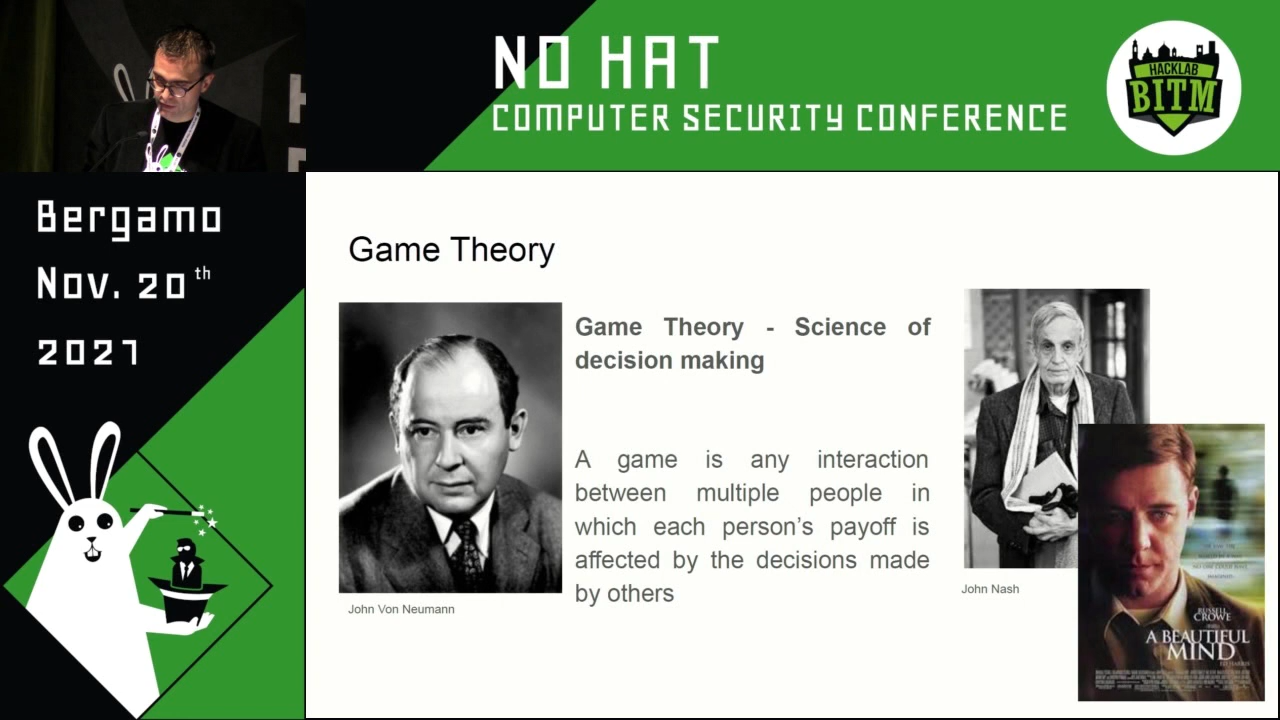 NO HAT
COMPUTER SECURITY CONFERENCE
HACKLAB
BITM
Bergamo
Nov. 20th
2021
Game Theory
Game Theory - Science of
decision making
A game is any interaction
between multiple people in
which each person's payoff is
affected by the decisions made
by others
John Von Neumann
John Nash
RUSSELL
CROWE
A BEAUTIFUL
MIND
ED HARRIS